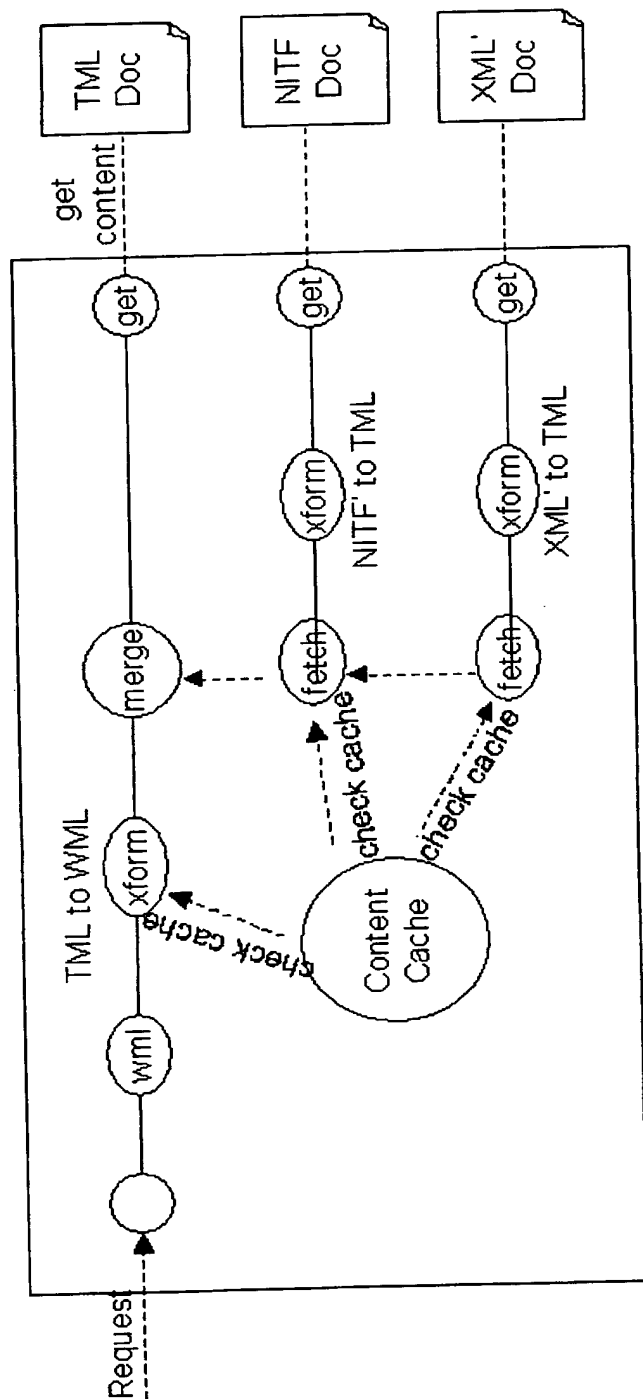 Request
wml
TML to WML
xform
merge
get
get
content
TML
Doc
check cache
Content
Cache
check cache
fetch
xform
NITF' to TML
get
NITF
Doc
check cache
fetch
xform
XML' to TML
get
XML'
Doc